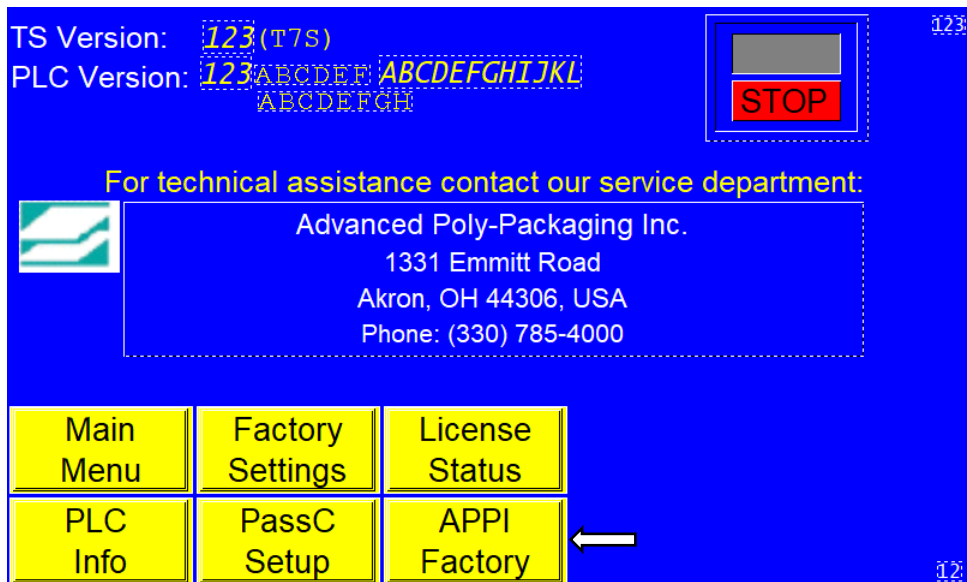 TS Version: 123 (T7S)
123
PLC Version: 123 ABCDEF ABCDEFGHIJKL
ABCDEFGH
STOP
For technical assistance contact our service department:
Advanced Poly-Packaging Inc.
1331 Emmitt Road
Akron, OH 44306, USA
Phone: (330) 785-4000
Main Menu
Factory Settings
License Status
PLC Info
PassC Setup
APPI Factory
12